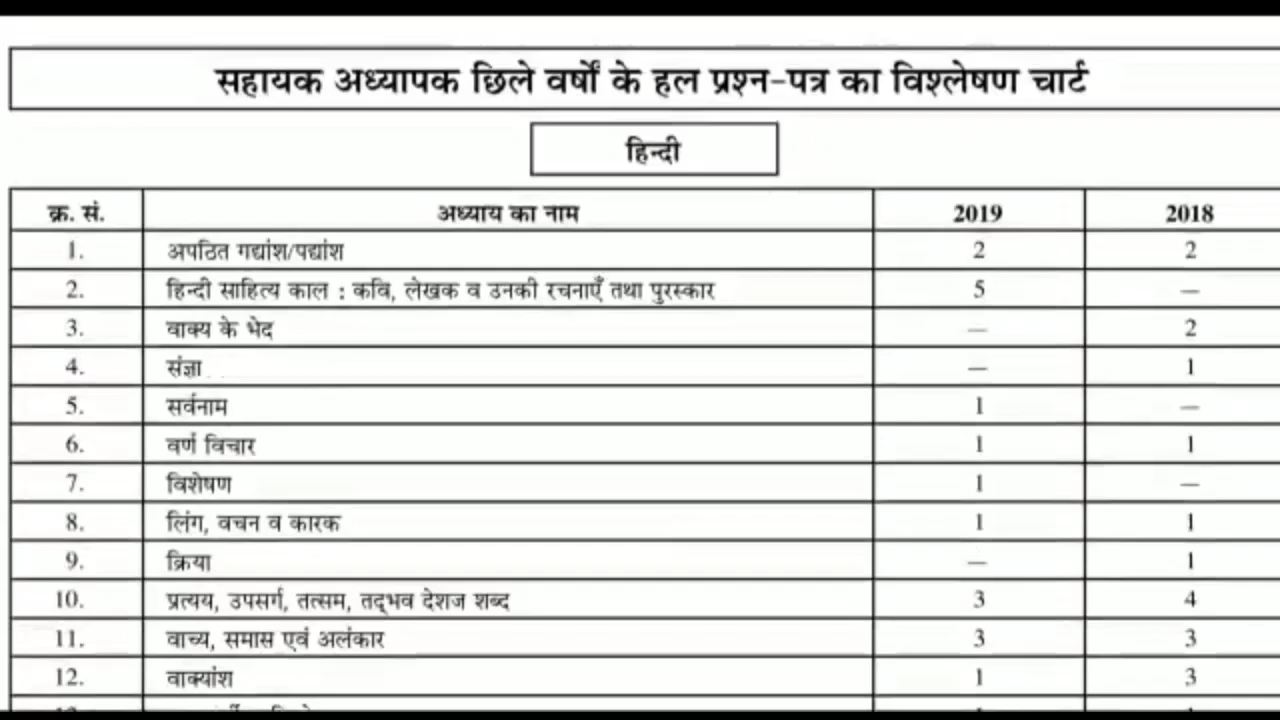 सहायक अध्यापक छिले वर्षों के हल प्रश्न-पत्र का विश्लेषण चार्ट
हिन्दी
क्र. सं. अध्याय का नाम 2019 2018
1. अपठित गद्यांश/पद्यांश 2 2
2. हिन्दी साहित्य काल : कवि, लेखक व उनकी रचनाएँ तथा पुरस्कार 5 —
3. वाक्य के भेद — 2
4. संज्ञा — 1
5. सर्वनाम 1 —
6. वर्ण विचार 1 1
7. विशेषण 1 —
8. लिंग, वचन व कारक 1 1
9. क्रिया — 1
10. प्रत्यय, उपसर्ग, तत्सम, तद्‌भव देशज शब्द 3 4
11. वाच्य, समास एवं अलंकार 3 3
12. वाक्यांश 1 3